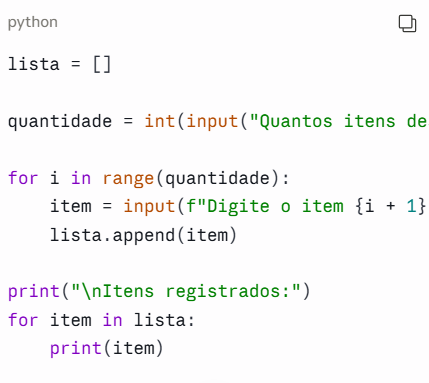 python
lista = []
quantidade = int(input("Quantos itens de
for i in range(quantidade):
    item = input(f"Digite o item {i + 1}
    lista.append(item)
print("\nItens registrados:")
for item in lista:
    print(item)